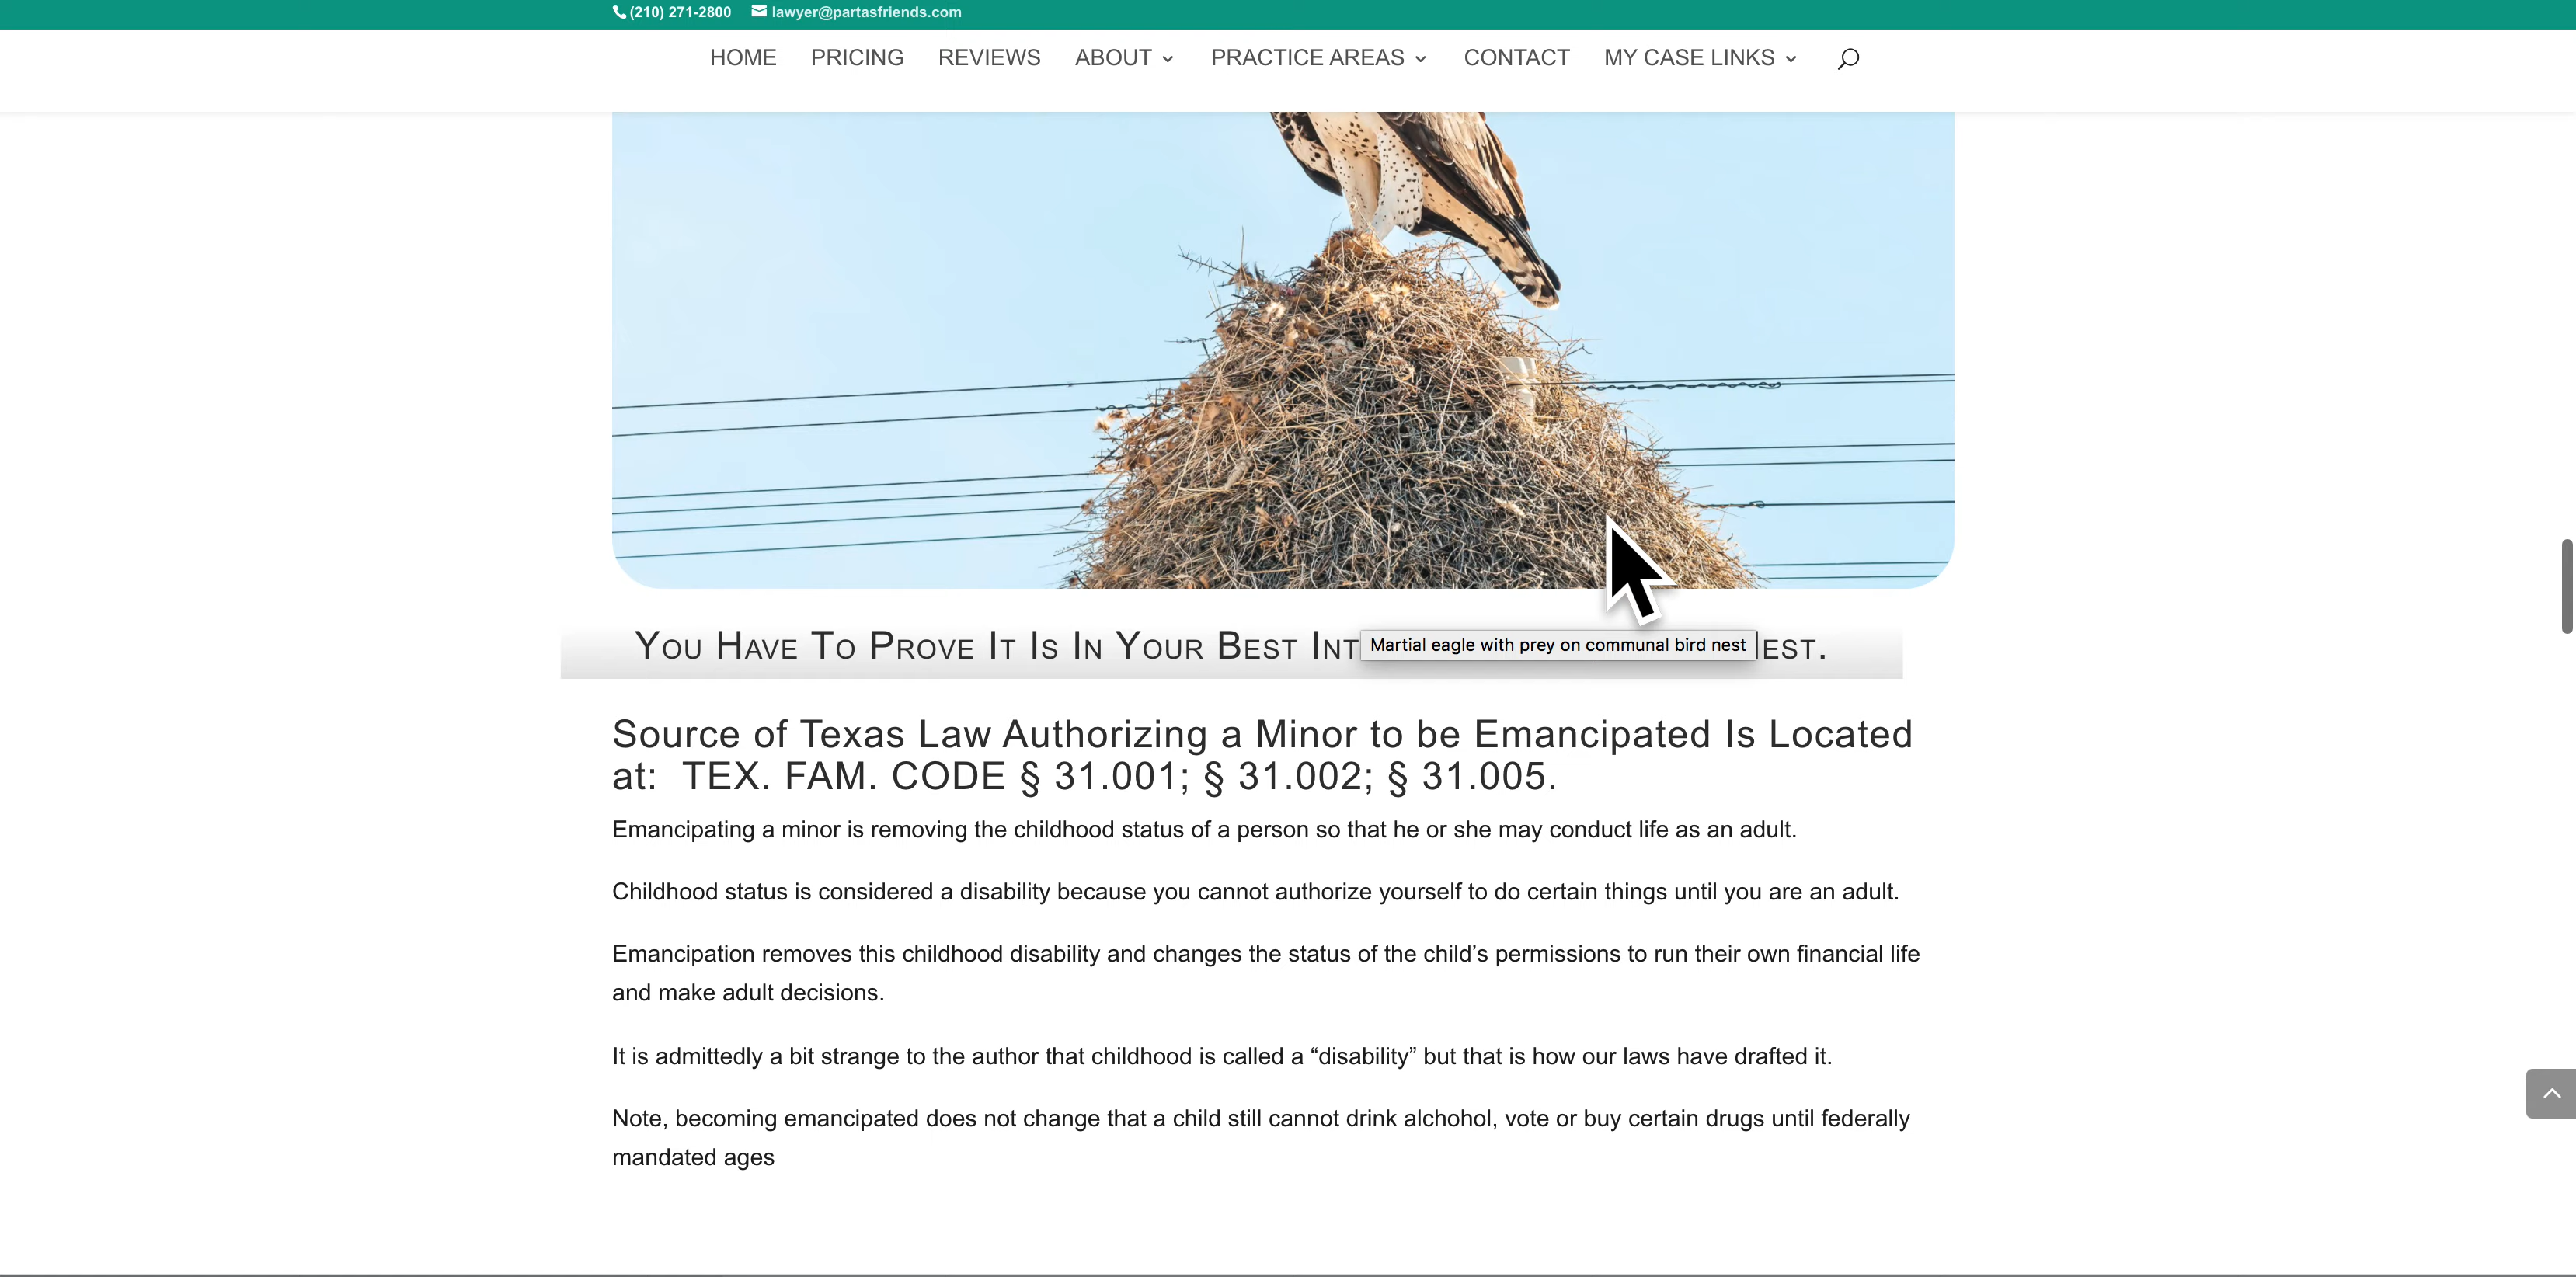 (210) 271-2800 lawyer@partasfriends.com
HOME PRICING REVIEWS ABOUT PRACTICE AREAS CONTACT MY CASE LINKS
You Have To Prove It Is In Your Best Int
Martial eagle with prey on communal bird nest
est.
Source of Texas Law Authorizing a Minor to be Emancipated Is Located
at: TEX. FAM. CODE § 31.001; § 31.002; § 31.005.
Emancipating a minor is removing the childhood status of a person so that he or she may conduct life as an adult.
Childhood status is considered a disability because you cannot authorize yourself to do certain things until you are an adult.
Emancipation removes this childhood disability and changes the status of the child’s permissions to run their own financial life
and make adult decisions.
It is admittedly a bit strange to the author that childhood is called a “disability” but that is how our laws have drafted it.
Note, becoming emancipated does not change that a child still cannot drink alchohol, vote or buy certain drugs until federally
mandated ages